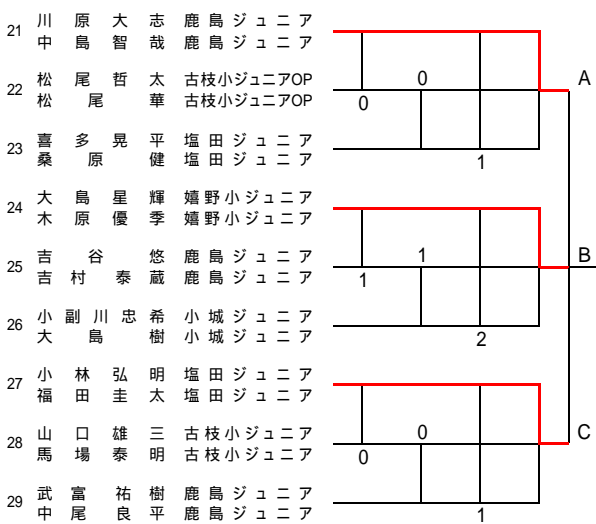 21 川原大志 鹿島ジュニア
中島智哉 鹿島ジュニア
22 松尾哲太 古枝小ジュニアOP
松尾華 古枝小ジュニアOP
23 喜多晃平 塩田ジュニア
桑原健 塩田ジュニア
24 大島星輝 嬉野小ジュニア
木原優季 嬉野小ジュニア
25 吉谷悠 鹿島ジュニア
吉村泰蔵 鹿島ジュニア
26 小副川忠希 小城ジュニア
大島樹 小城ジュニア
27 小林弘明 塩田ジュニア
福田圭太 塩田ジュニア
28 山口雄三 古枝小ジュニア
馬場泰明 古枝小ジュニア
29 武富祐樹 鹿島ジュニア
中尾良平 鹿島ジュニア
0 A
0
1
1 B
1
2
0 C
0
1